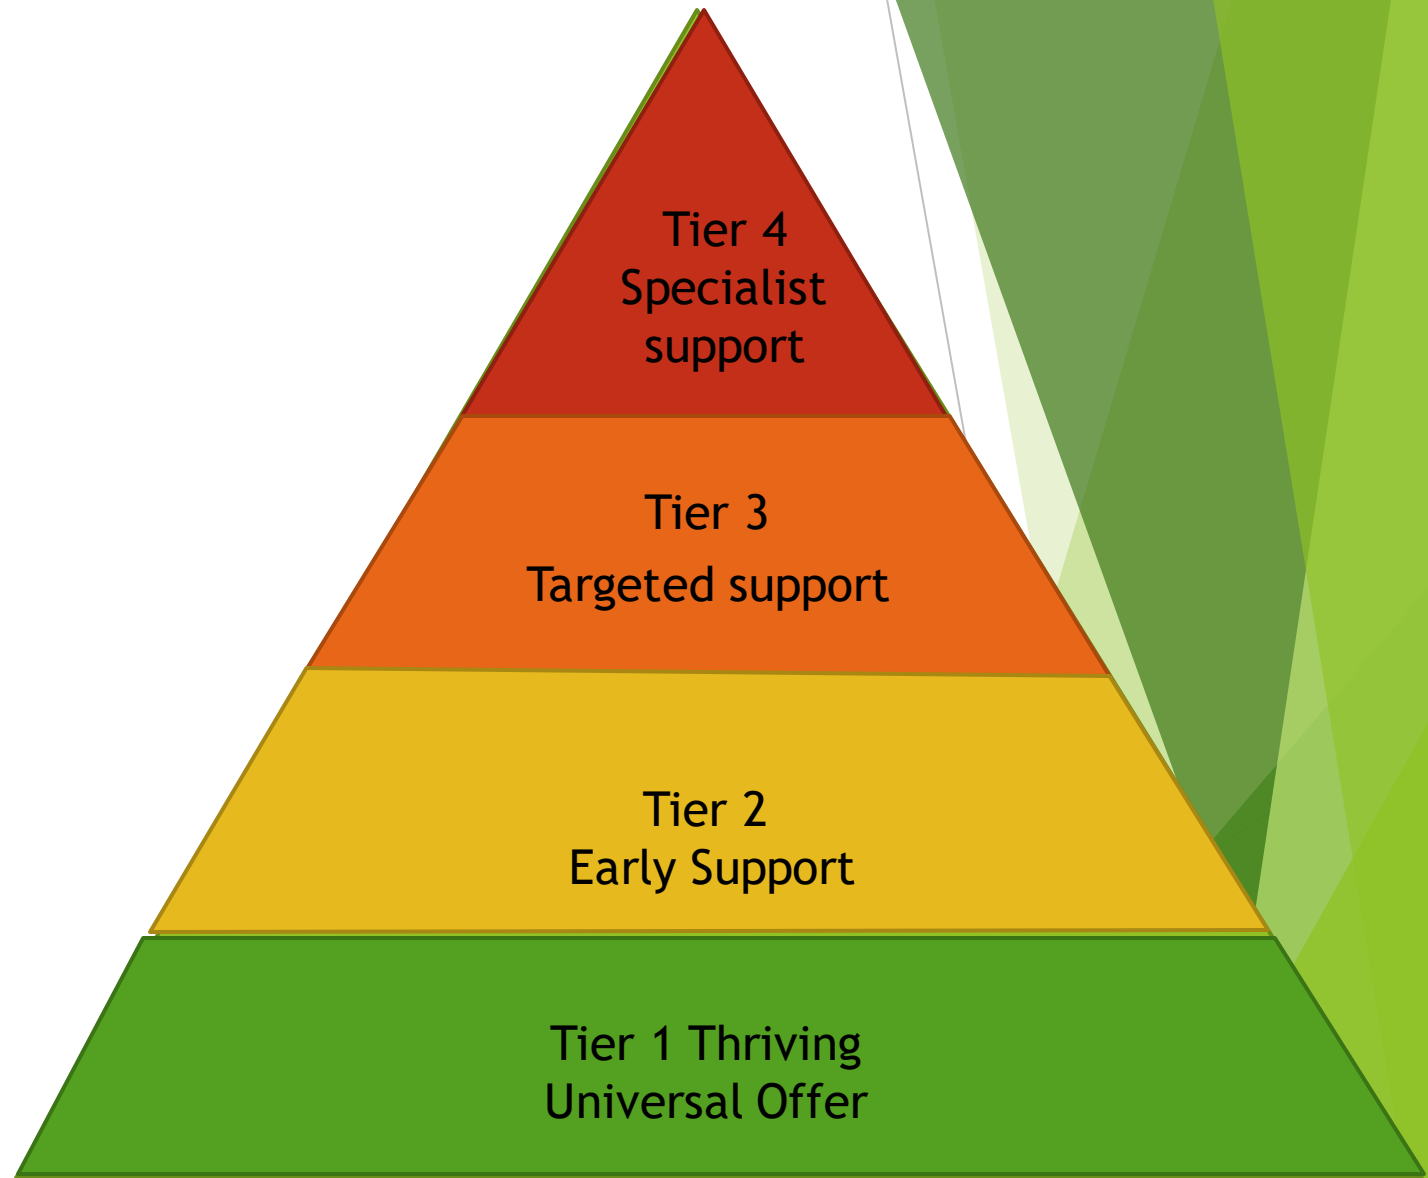 Tier 4
Specialist
support
Tier 3
Targeted support
Tier 2
Early Support
Tier 1 Thriving
Universal Offer